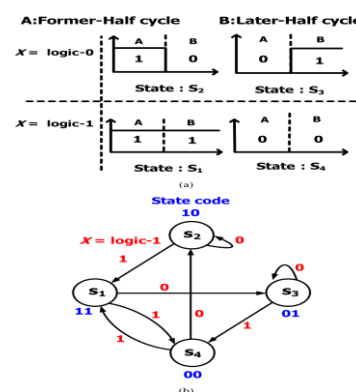 A:Former-Half cycle B:Later-Half cycle
X = logic-0
A B A B
1 0 0 1
State : S2 State : S3
X = logic-1
A B A B
1 1 0 0
State : S1 State : S4
(a)
State code
10
X = logic-1 S2 0
1
S1 0 S3 0
11 1 0 1 01
1 S4
00
(b)